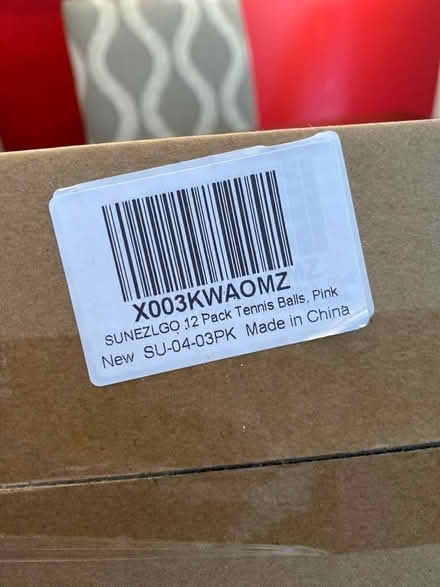 X003KWAOMZ
SUNEZLGO 12 Pack Tennis Balls, Pink
New SU-04-03PK Made in China